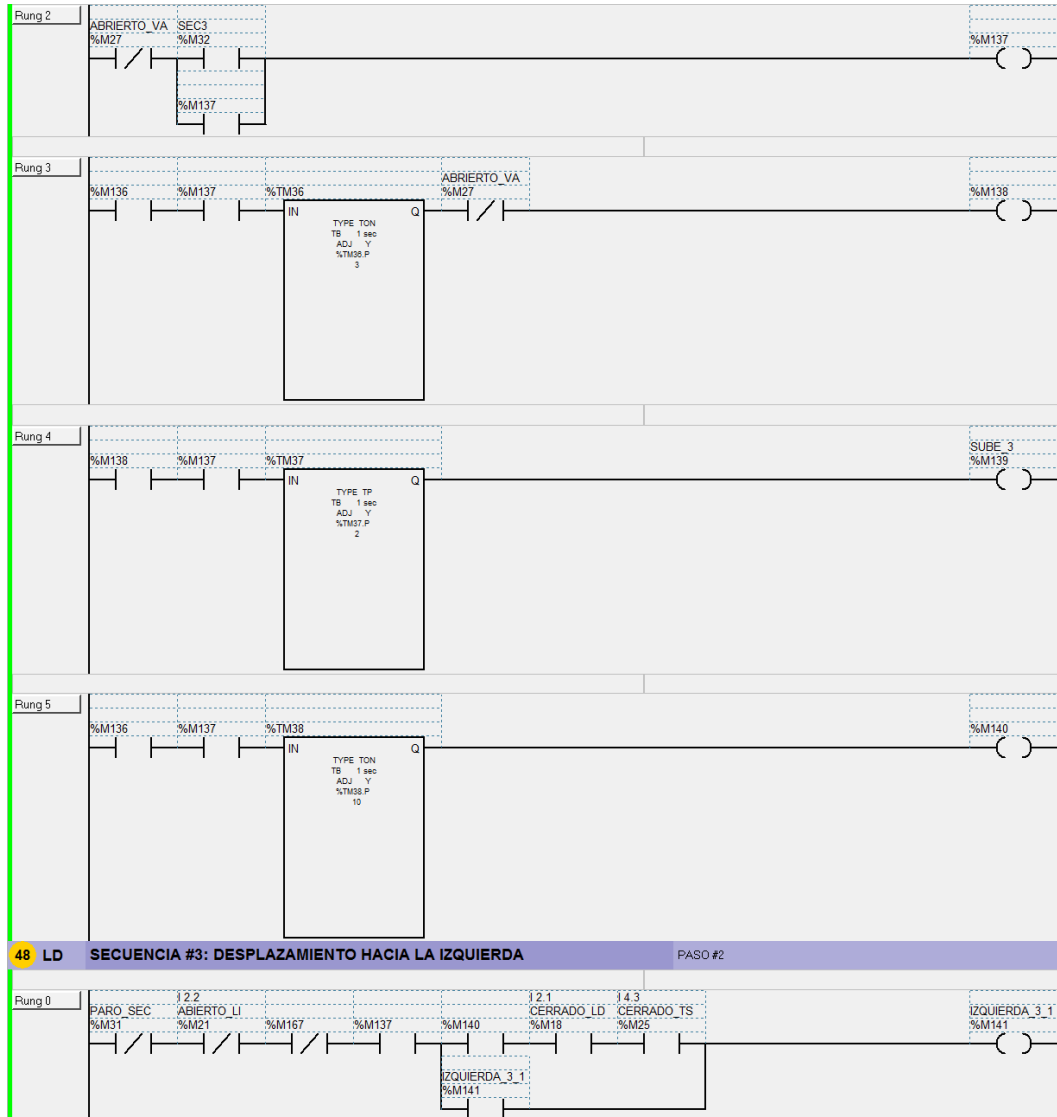 Rung 2
ABRIERTO_VA SEC3
%M27 %M32 %M137
%M137
Rung 3
ABRIERTO_VA
%M136 %M137 %TM36 %M27 %M138
IN Q
TYPE TON
TB 1 sec
ADJ Y
%TM36.P
3
Rung 4
SUBE_3
%M138 %M137 %TM37 %M139
IN Q
TYPE TP
TB 1 sec
ADJ Y
%TM37.P
2
Rung 5
%M136 %M137 %TM38 %M140
IN Q
TYPE TON
TB 1 sec
ADJ Y
%TM38.P
10
48 LD SECUENCIA #3: DESPLAZAMIENTO HACIA LA IZQUIERDA PASO #2
Rung 0
I 2.2 I 2.1 I 4.3
PARO_SEC ABIERTO_LI CERRADO_LD CERRADO_TS IZQUIERDA_3_1
%M31 %M21 %M167 %M137 %M140 %M18 %M25 %M141
IZQUIERDA_3_1
%M141